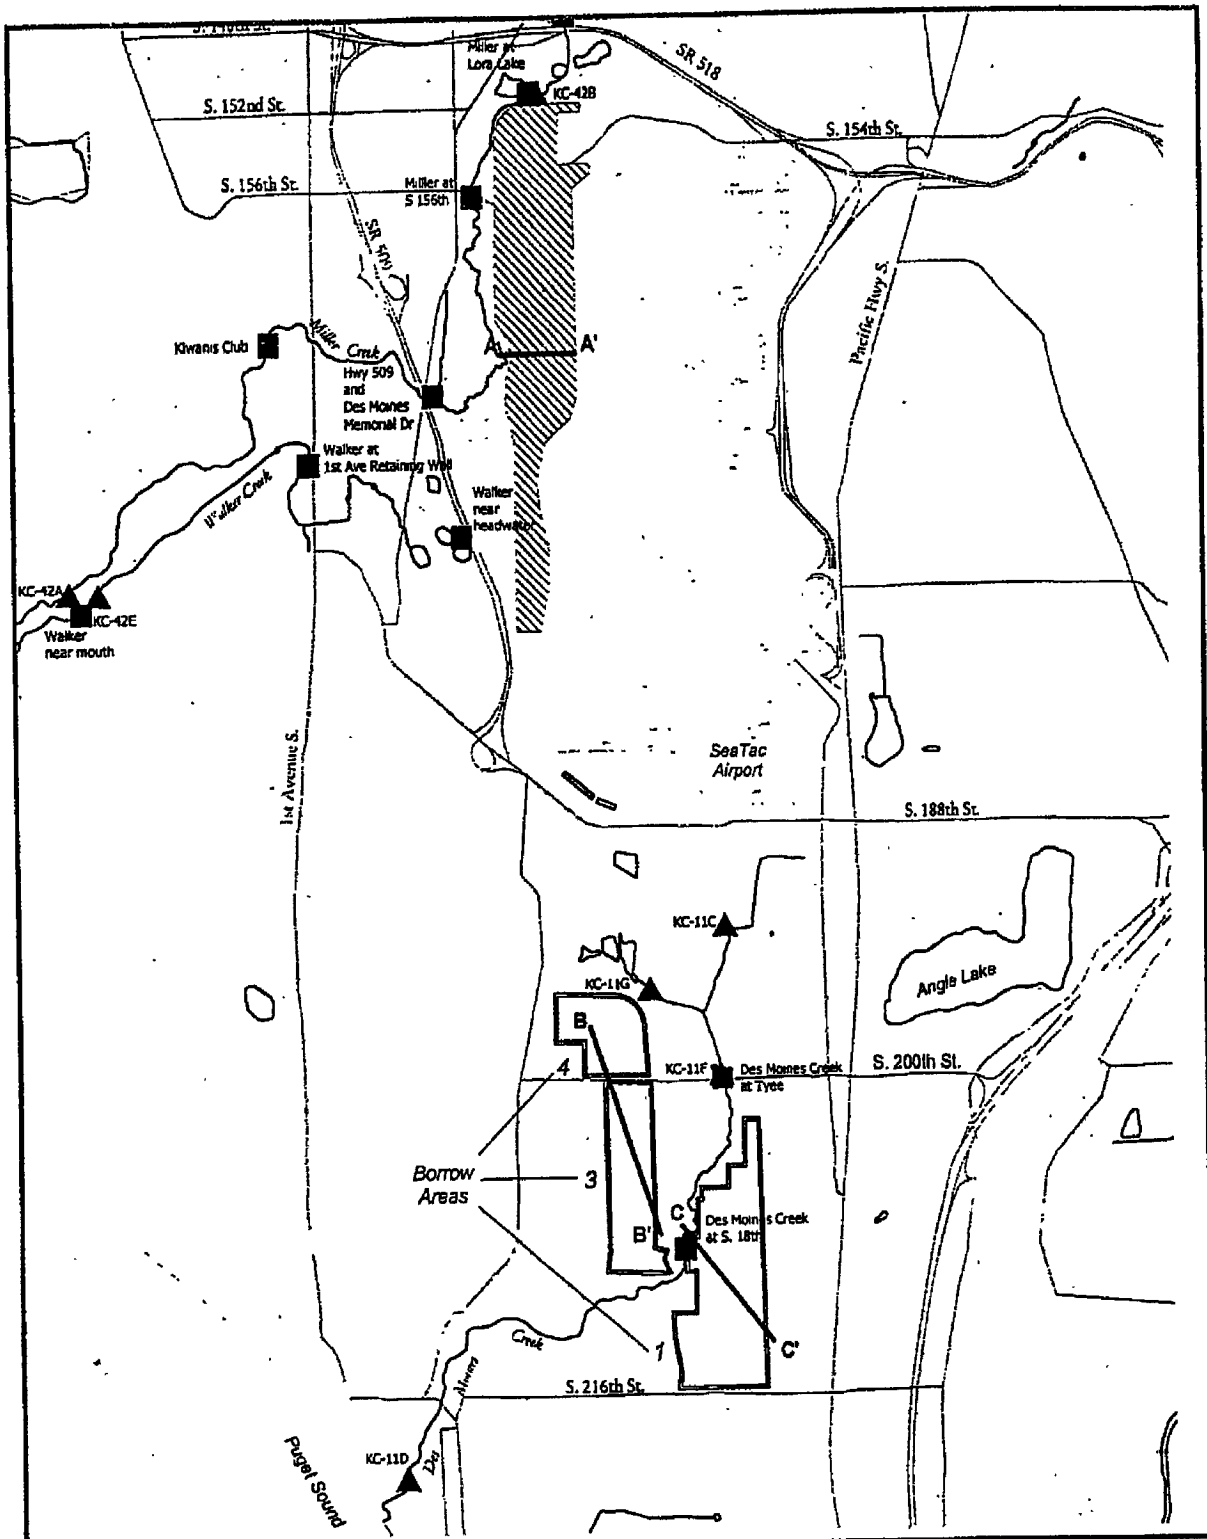 Miller at
Lora Lake
SR 518
KC-42B
S. 152nd St.
S. 154th St.
S. 156th St.
Miller at
S 156th
SR 509
Pacific Hwy S.
A
A'
Kiwanis Club
Miller
Creek
Hwy 509
and
Des Moines
Memorial Dr
Walker at
1st Ave Retaining Wall
Walker Creek
Walker
near
headwater
KC-42A
KC-42E
Walker
near mouth
1st Avenue S.
SeaTac
Airport
S. 188th St.
KC-11C
Angle Lake
KC-11G
B
4
KC-11F
Des Moines Creek
at Tyee
S. 200th St.
Borrow
Areas
3
C
B'
Des Moines Creek
at S. 18th
Creek
1
C'
Moines
S. 216th St.
Puget Sound
KC-11D
Des